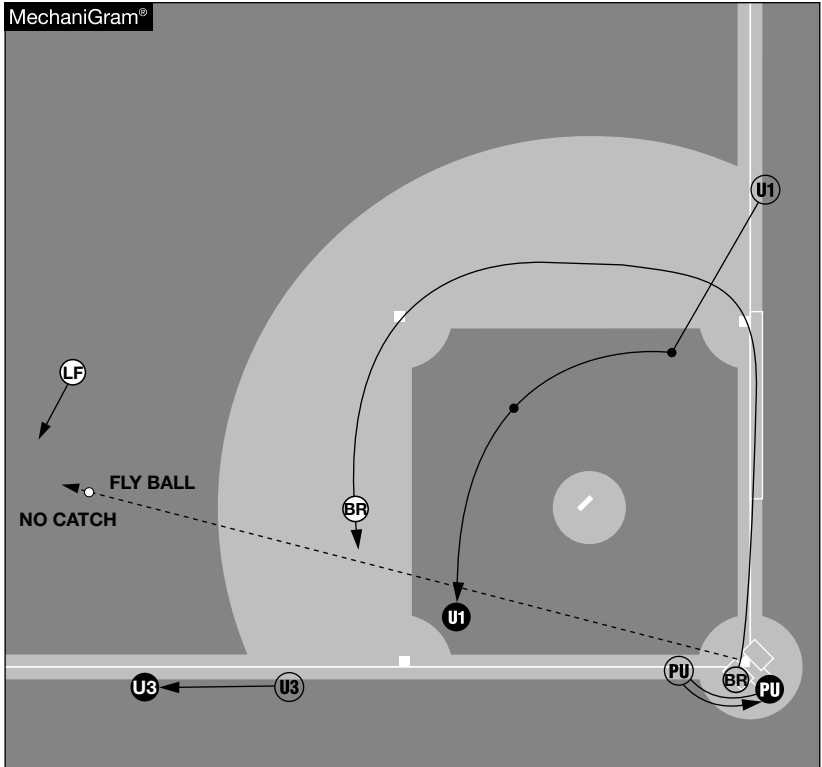 MechaniGram®
U1
LF
FLY BALL
NO CATCH
BR
U1
PU
BR
PU
U3
U3